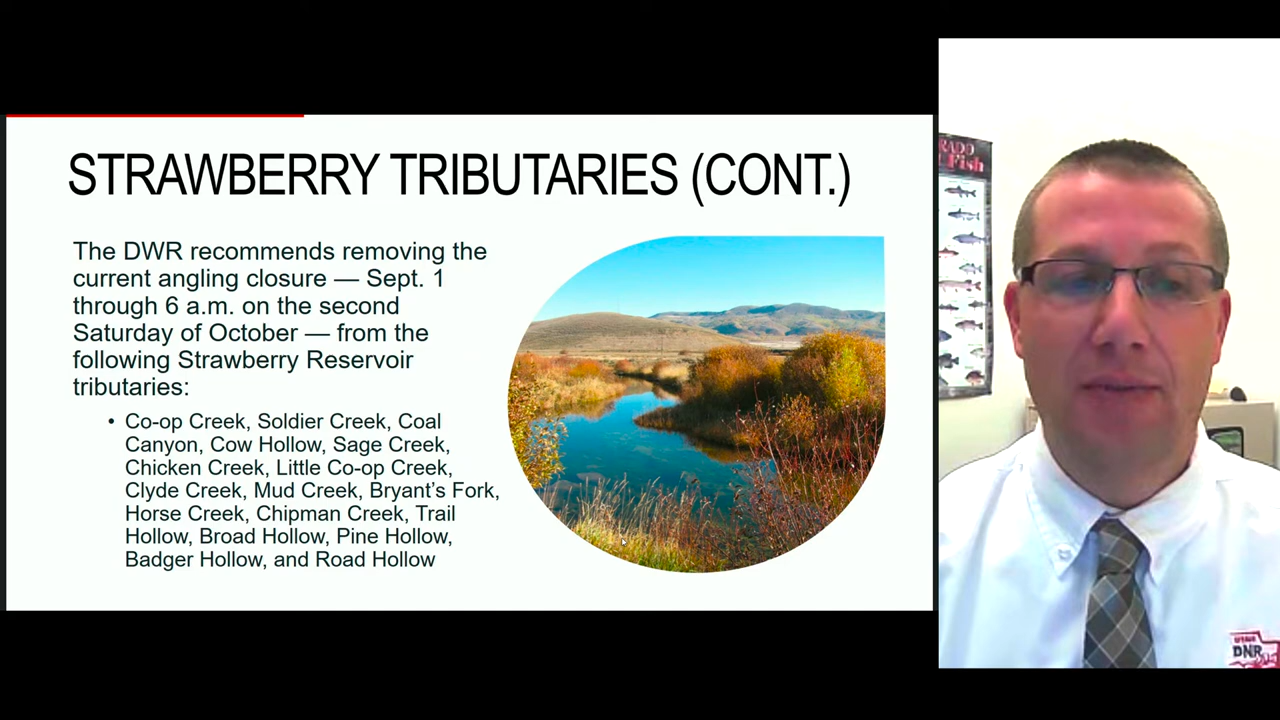 STRAWBERRY TRIBUTARIES (CONT.)
The DWR recommends removing the
current angling closure — Sept. 1
through 6 a.m. on the second
Saturday of October — from the
following Strawberry Reservoir
tributaries:
• Co-op Creek, Soldier Creek, Coal
Canyon, Cow Hollow, Sage Creek,
Chicken Creek, Little Co-op Creek,
Clyde Creek, Mud Creek, Bryant’s Fork,
Horse Creek, Chipman Creek, Trail
Hollow, Broad Hollow, Pine Hollow,
Badger Hollow, and Road Hollow
Fish
DNR